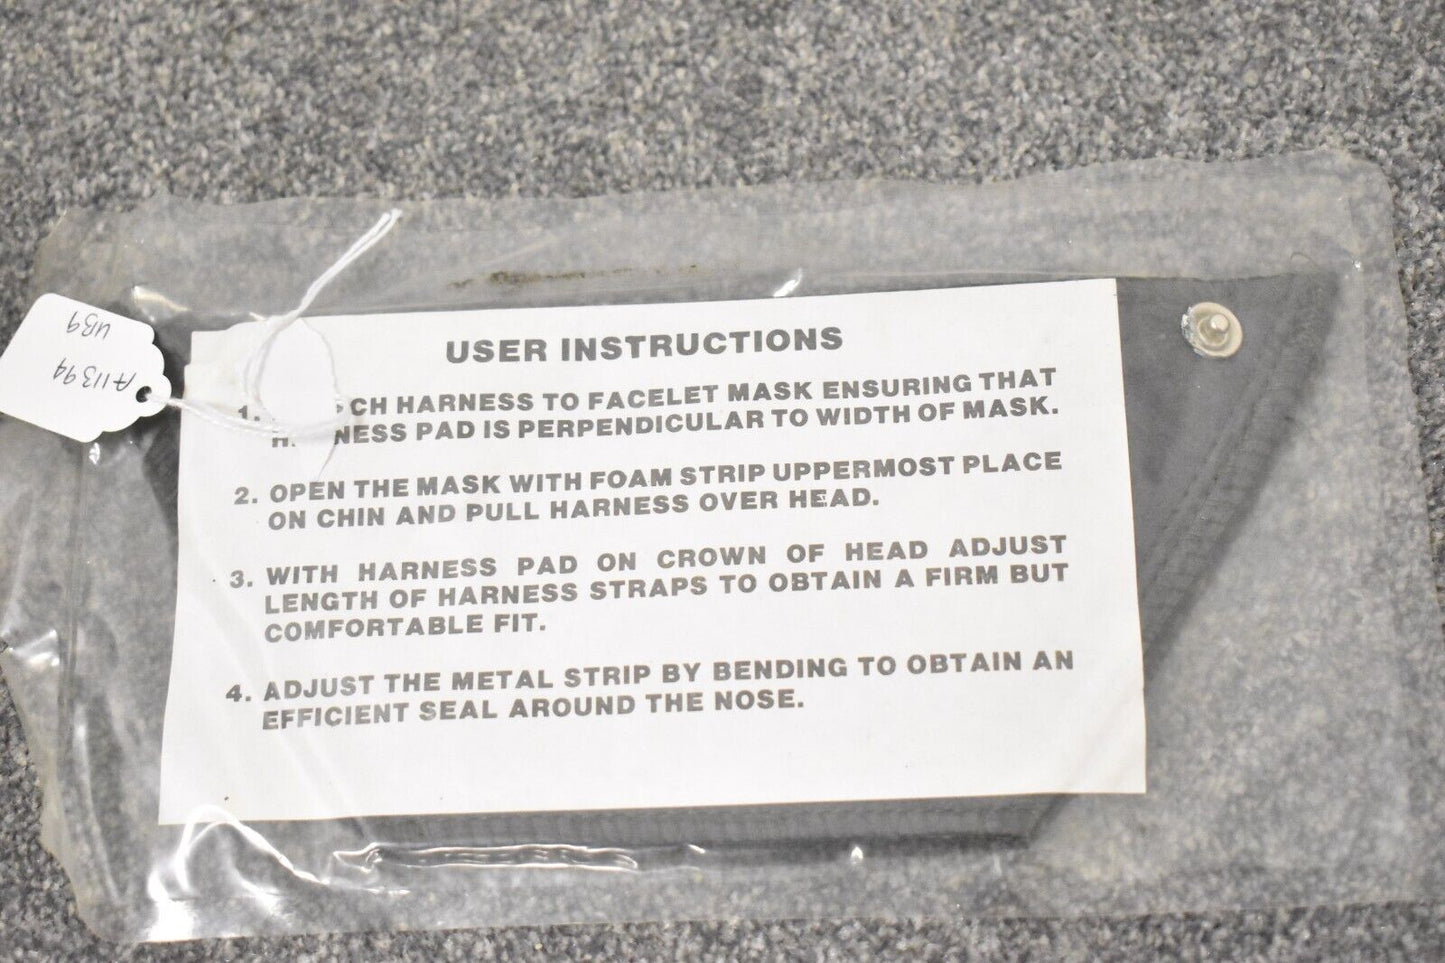 USER INSTRUCTIONS
1. CH HARNESS TO FACELET MASK ENSURING THAT
NESS PAD IS PERPENDICULAR TO WIDTH OF MASK.
2. OPEN THE MASK WITH FOAM STRIP UPPERMOST PLACE
ON CHIN AND PULL HARNESS OVER HEAD.
3. WITH HARNESS PAD ON CROWN OF HEAD ADJUST
LENGTH OF HARNESS STRAPS TO OBTAIN A FIRM BUT
COMFORTABLE FIT.
4. ADJUST THE METAL STRIP BY BENDING TO OBTAIN AN
EFFICIENT SEAL AROUND THE NOSE.
A11394
UB9